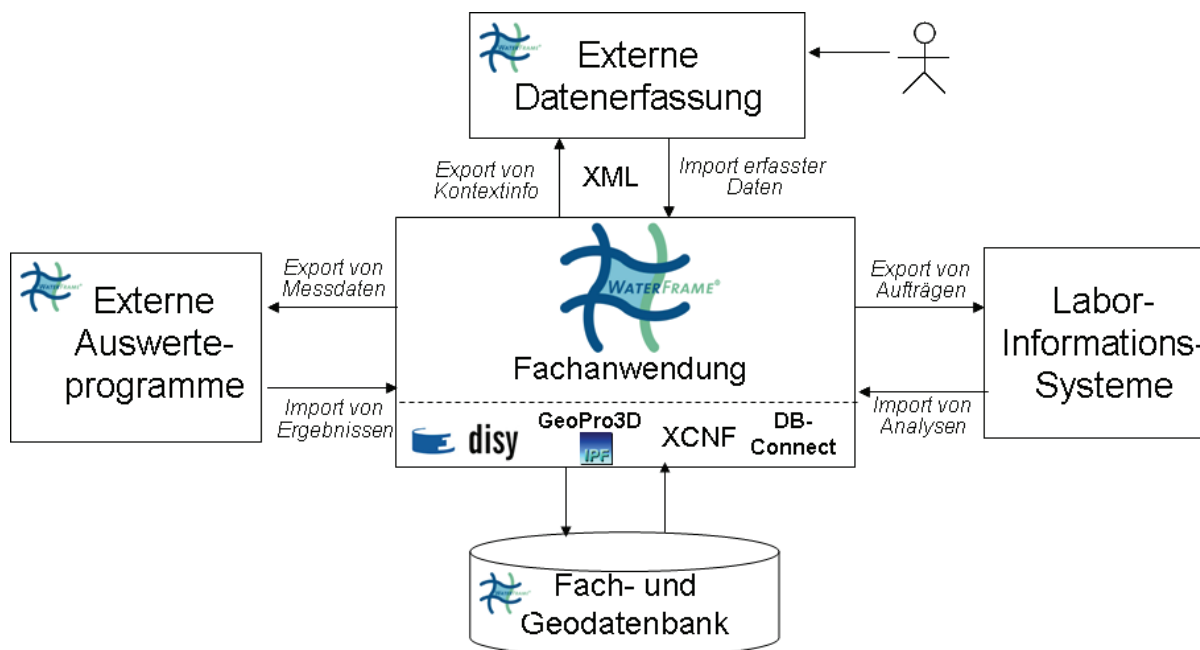 WATERFRAME®
Externe
Datenerfassung
Export von
Kontextinfo
XML
Import erfasster
Daten
WATERFRAME®
Externe
Auswerte-
programme
Export von
Messdaten
Import von
Ergebnissen
WATERFRAME®
Fachanwendung
disy
GeoPro3D
IPF
XCNF
DB-
Connect
Export von
Aufträgen
Import von
Analysen
Labor-
Informations-
Systeme
WATERFRAME®
Fach- und
Geodatenbank